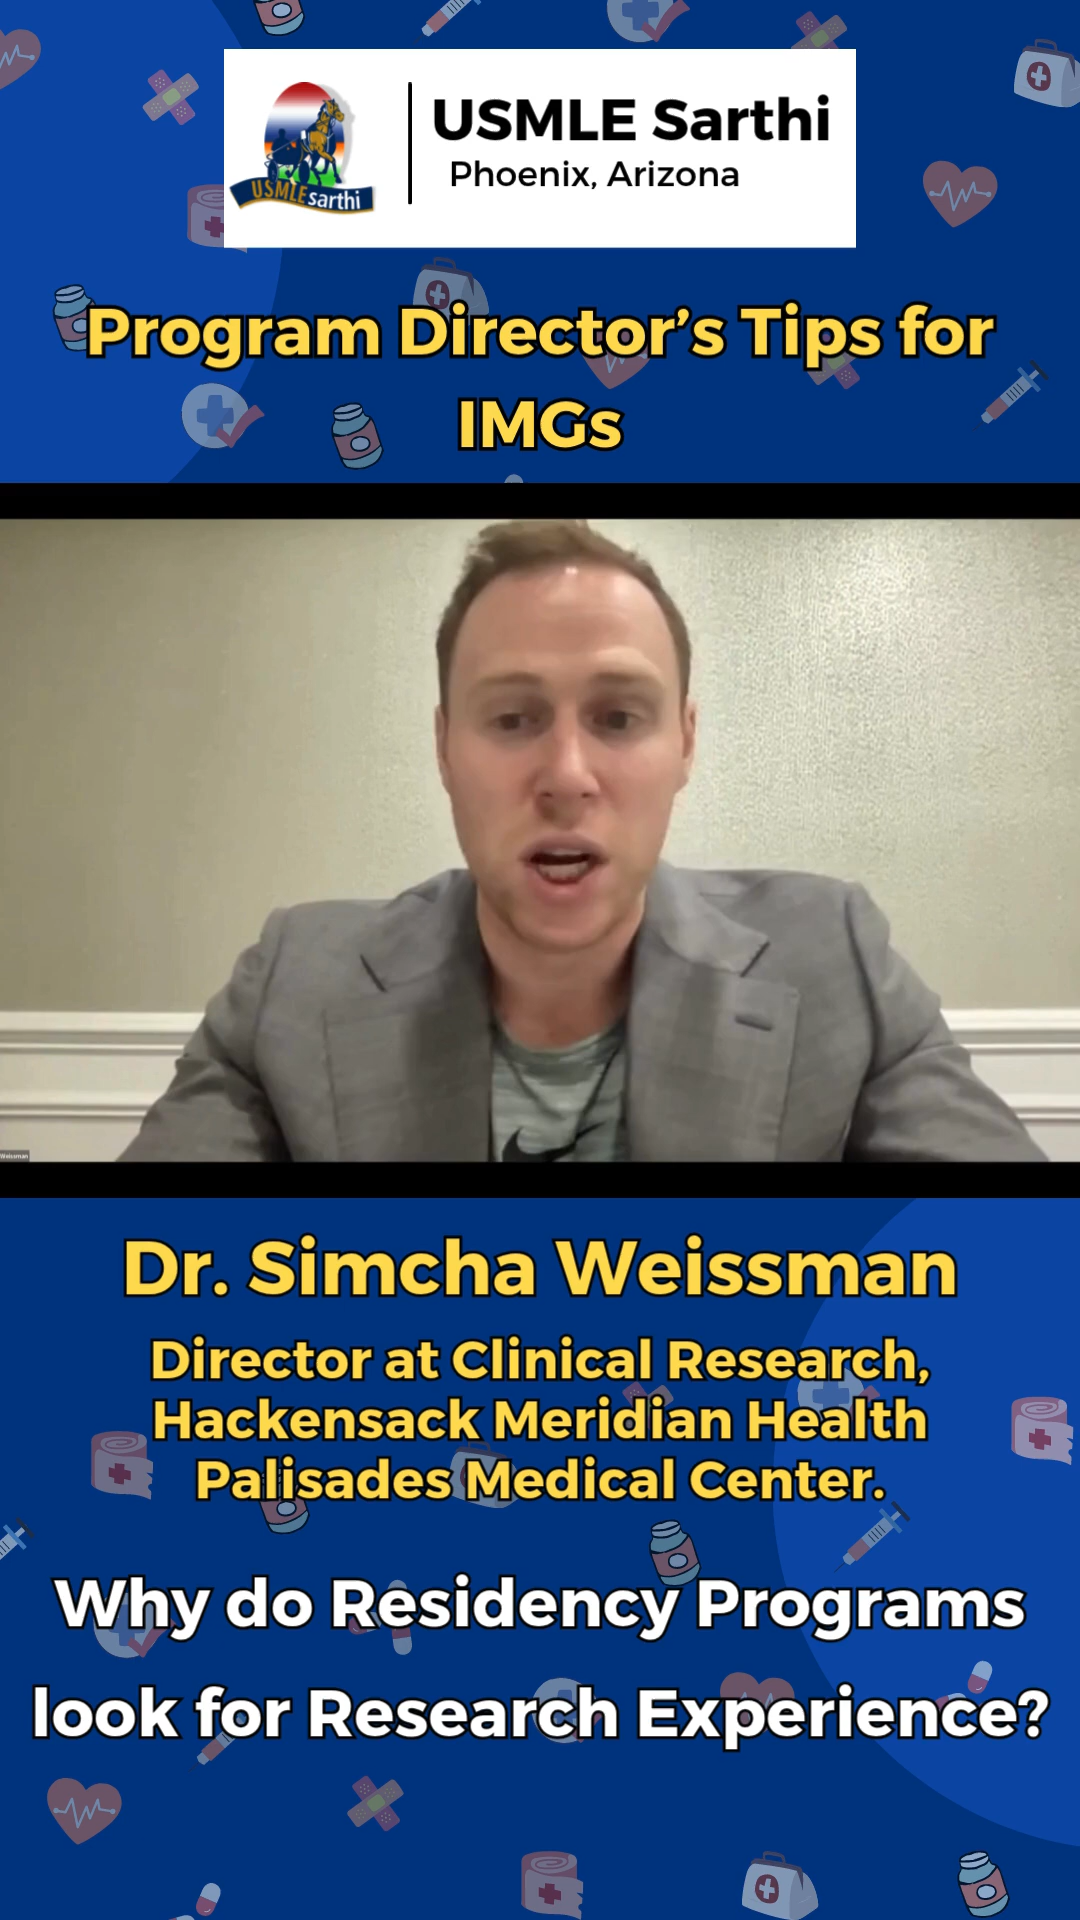 USMLE sarthi
USMLE Sarthi
Phoenix, Arizona
Program Director’s Tips for
IMGs
Weissman
Dr. Simcha Weissman
Director at Clinical Research,
Hackensack Meridian Health
Palisades Medical Center.
Why do Residency Programs
look for Research Experience?